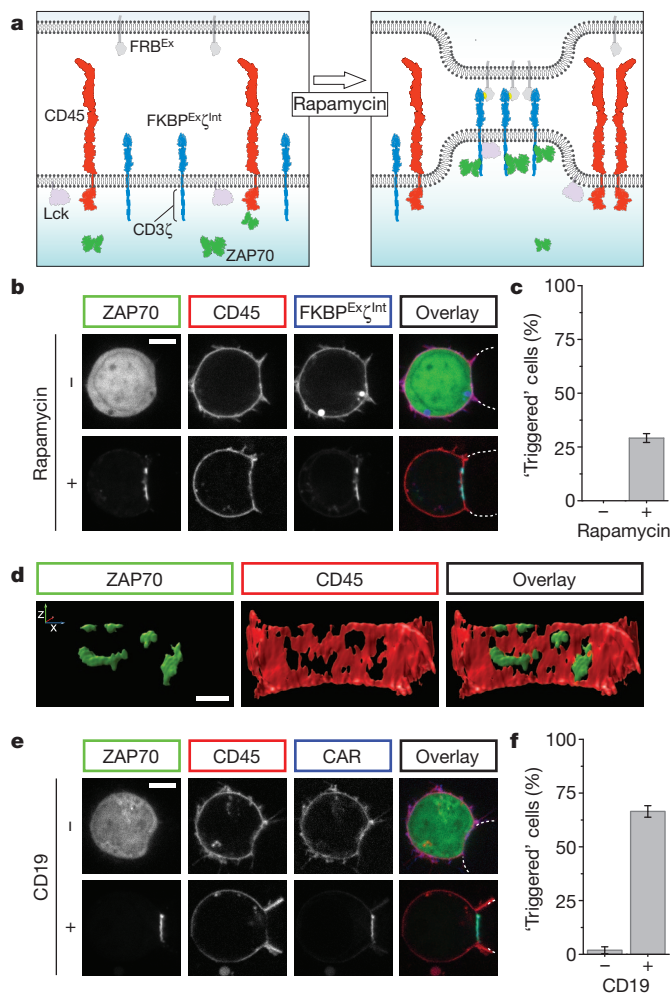 a
FRB^Ex
CD45
FKBP^Exζ^Int
Lck
CD3ζ
ZAP70
Rapamycin
b
ZAP70 CD45 FKBP^Exζ^Int Overlay
Rapamycin
–
+
c
'Triggered' cells (%)
100
75
50
25
0
– +
Rapamycin
d
ZAP70 CD45 Overlay
z
x
e
ZAP70 CD45 CAR Overlay
CD19
–
+
f
'Triggered' cells (%)
100
75
50
25
0
– +
CD19